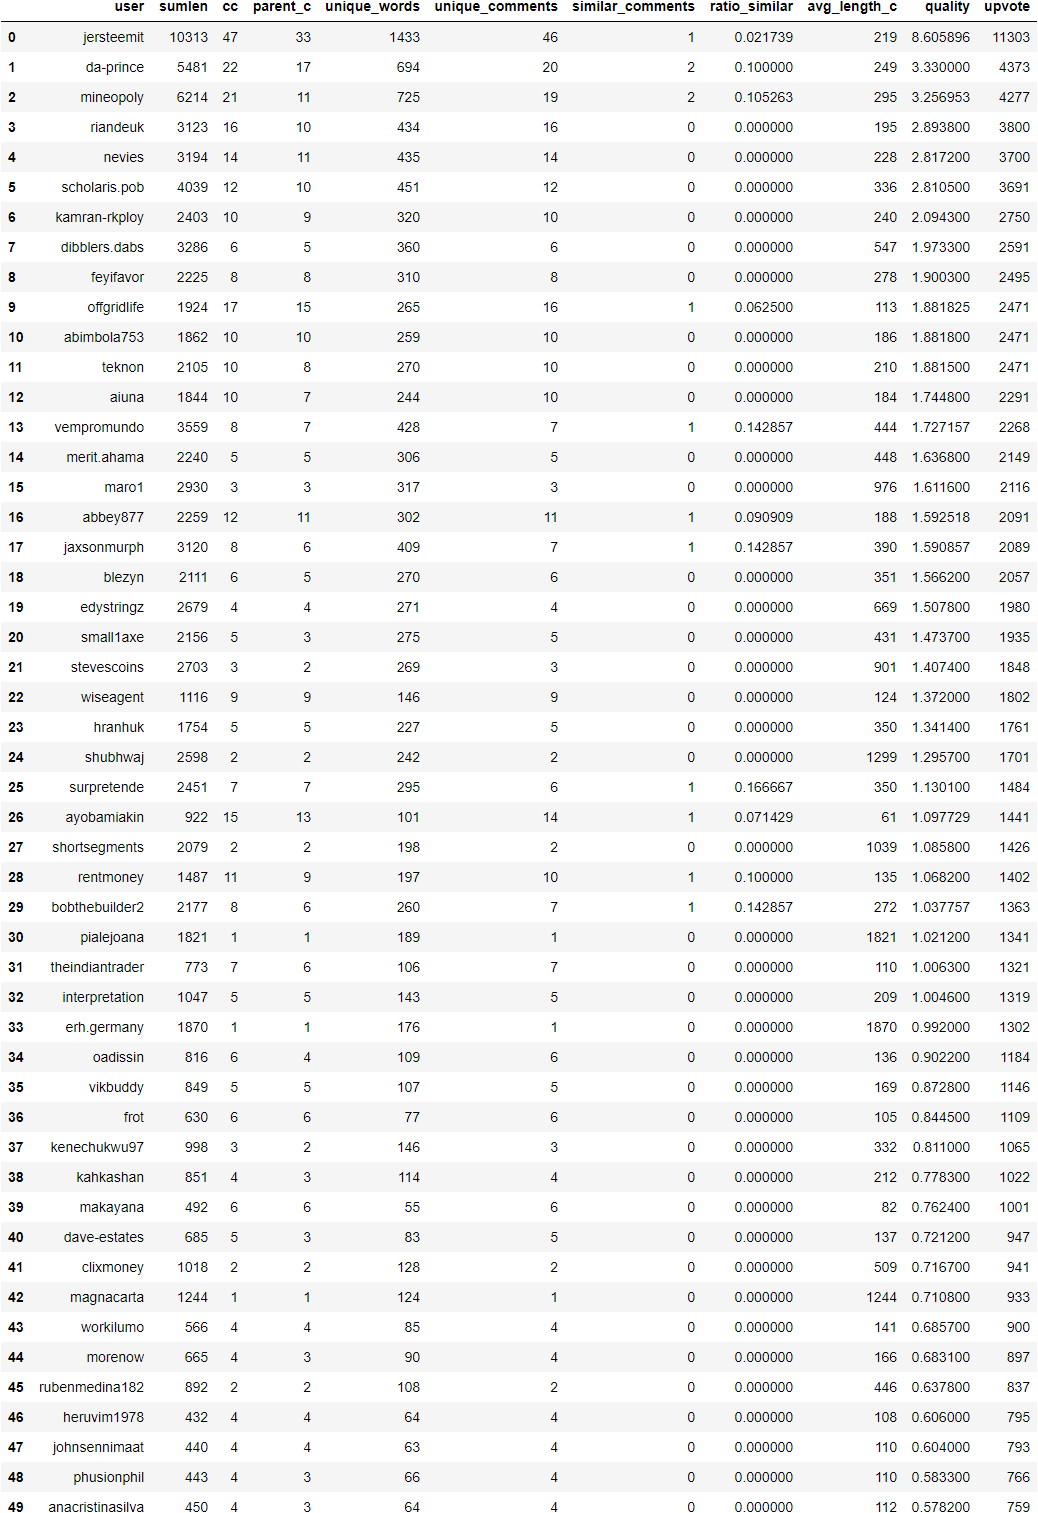 user sumlen cc parent_c unique_words unique_comments similar_comments ratio_similar avg_length_c quality upvote
0 jersteemit 10313 47 33 1433 46 1 0.021739 219 8.605896 11303
1 da-prince 5481 22 17 694 20 2 0.100000 249 3.330000 4373
2 mineopoly 6214 21 11 725 19 2 0.105263 295 3.256953 4277
3 riandeuk 3123 16 10 434 16 0 0.000000 195 2.893800 3800
4 nevies 3194 14 11 435 14 0 0.000000 228 2.817200 3700
5 scholaris.pob 4039 12 10 451 12 0 0.000000 336 2.810500 3691
6 kamran-rkploy 2403 10 9 320 10 0 0.000000 240 2.094300 2750
7 dibblers.dabs 3286 6 5 360 6 0 0.000000 547 1.973300 2591
8 feyifavor 2225 8 8 310 8 0 0.000000 278 1.900300 2495
9 offgridlife 1924 17 15 265 16 1 0.062500 113 1.881825 2471
10 abimbola753 1862 10 10 259 10 0 0.000000 186 1.881800 2471
11 teknon 2105 10 8 270 10 0 0.000000 210 1.881500 2471
12 aiuna 1844 10 7 244 10 0 0.000000 184 1.744800 2291
13 vempromundo 3559 8 7 428 7 1 0.142857 444 1.727157 2268
14 merit.ahama 2240 5 5 306 5 0 0.000000 448 1.636800 2149
15 maro1 2930 3 3 317 3 0 0.000000 976 1.611600 2116
16 abbey877 2259 12 11 302 11 1 0.090909 188 1.592518 2091
17 jaxsonmurph 3120 8 6 409 7 1 0.142857 390 1.590857 2089
18 blezyn 2111 6 5 270 6 0 0.000000 351 1.566200 2057
19 edystringz 2679 4 4 271 4 0 0.000000 669 1.507800 1980
20 small1axe 2156 5 3 275 5 0 0.000000 431 1.473700 1935
21 stevescoins 2703 3 2 269 3 0 0.000000 901 1.407400 1848
22 wiseagent 1116 9 9 146 9 0 0.000000 124 1.372000 1802
23 hranhuk 1754 5 5 227 5 0 0.000000 350 1.341400 1761
24 shubhwaj 2598 2 2 242 2 0 0.000000 1299 1.295700 1701
25 surpretende 2451 7 7 295 6 1 0.166667 350 1.130100 1484
26 ayobamiakin 922 15 13 101 14 1 0.071429 61 1.097729 1441
27 shortsegments 2079 2 2 198 2 0 0.000000 1039 1.085800 1426
28 rentmoney 1487 11 9 197 10 1 0.100000 135 1.068200 1402
29 bobthebuilder2 2177 8 6 260 7 1 0.142857 272 1.037757 1363
30 pialejoana 1821 1 1 189 1 0 0.000000 1821 1.021200 1341
31 theindiantrader 773 7 6 106 7 0 0.000000 110 1.006300 1321
32 interpretation 1047 5 5 143 5 0 0.000000 209 1.004600 1319
33 erh.germany 1870 1 1 176 1 0 0.000000 1870 0.992000 1302
34 oadissin 816 6 4 109 6 0 0.000000 136 0.902200 1184
35 vikbuddy 849 5 5 107 5 0 0.000000 169 0.872800 1146
36 frot 630 6 6 77 6 0 0.000000 105 0.844500 1109
37 kenechukwu97 998 3 2 146 3 0 0.000000 332 0.811000 1065
38 kahkashan 851 4 3 114 4 0 0.000000 212 0.778300 1022
39 makayana 492 6 6 55 6 0 0.000000 82 0.762400 1001
40 dave-estates 685 5 3 83 5 0 0.000000 137 0.721200 947
41 clixmoney 1018 2 2 128 2 0 0.000000 509 0.716700 941
42 magnacarta 1244 1 1 124 1 0 0.000000 1244 0.710800 933
43 workilumo 566 4 4 85 4 0 0.000000 141 0.685700 900
44 morenow 665 4 3 90 4 0 0.000000 166 0.683100 897
45 rubenmedina182 892 2 2 108 2 0 0.000000 446 0.637800 837
46 heruvim1978 432 4 4 64 4 0 0.000000 108 0.606000 795
47 johsennimaat 440 4 4 63 4 0 0.000000 110 0.604000 793
48 phusionphil 443 4 3 66 4 0 0.000000 110 0.583300 766
49 anacristinasilva 450 4 3 64 4 0 0.000000 112 0.578200 759